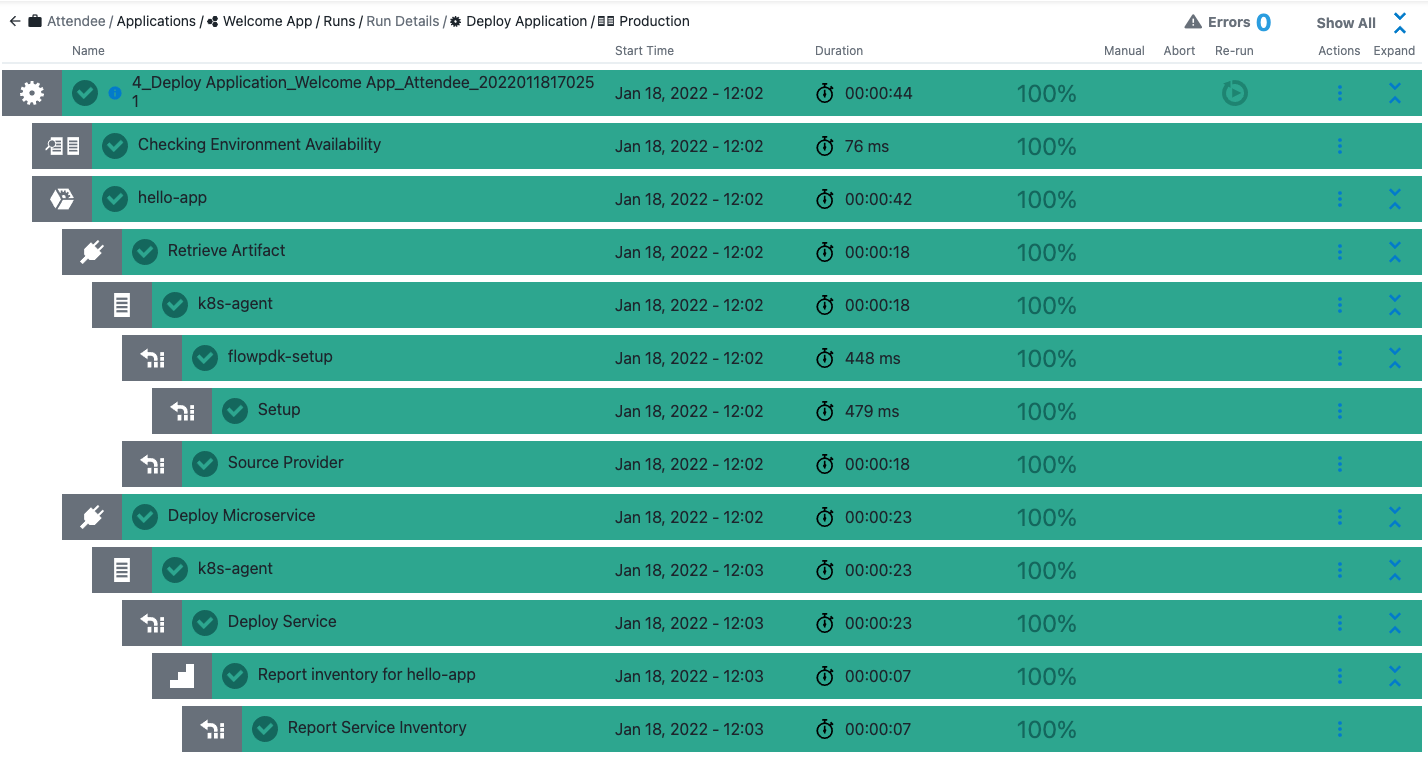 Attendee / Applications / Welcome App / Runs / Run Details / Deploy Application / Production Errors 0 Show All
Name Start Time Duration Manual Abort Re-run Actions Expand
4_Deploy Application_Welcome App_Attendee_2022011817025
1 Jan 18, 2022 - 12:02 00:00:44 100%
Checking Environment Availability Jan 18, 2022 - 12:02 76 ms 100%
hello-app Jan 18, 2022 - 12:02 00:00:42 100%
Retrieve Artifact Jan 18, 2022 - 12:02 00:00:18 100%
k8s-agent Jan 18, 2022 - 12:02 00:00:18 100%
flowpdk-setup Jan 18, 2022 - 12:02 448 ms 100%
Setup Jan 18, 2022 - 12:02 479 ms 100%
Source Provider Jan 18, 2022 - 12:02 00:00:18 100%
Deploy Microservice Jan 18, 2022 - 12:02 00:00:23 100%
k8s-agent Jan 18, 2022 - 12:03 00:00:23 100%
Deploy Service Jan 18, 2022 - 12:03 00:00:23 100%
Report inventory for hello-app Jan 18, 2022 - 12:03 00:00:07 100%
Report Service Inventory Jan 18, 2022 - 12:03 00:00:07 100%